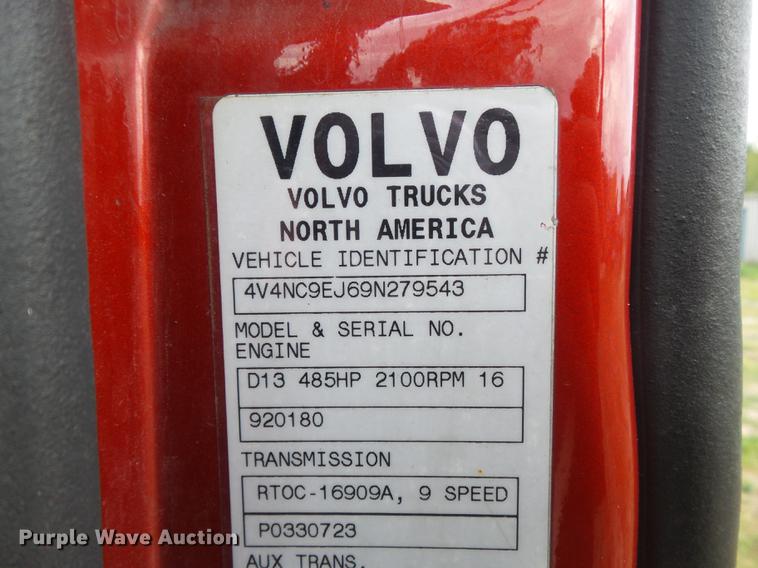 VOLVO
VOLVO TRUCKS
NORTH AMERICA
VEHICLE IDENTIFICATION #
4V4NC9EJ69N279543
MODEL & SERIAL NO.
ENGINE
D13 485HP 2100RPM 16
920180
TRANSMISSION
RTOC-16909A, 9 SPEED
P0330723
AUX TRANS.
Purple Wave Auction